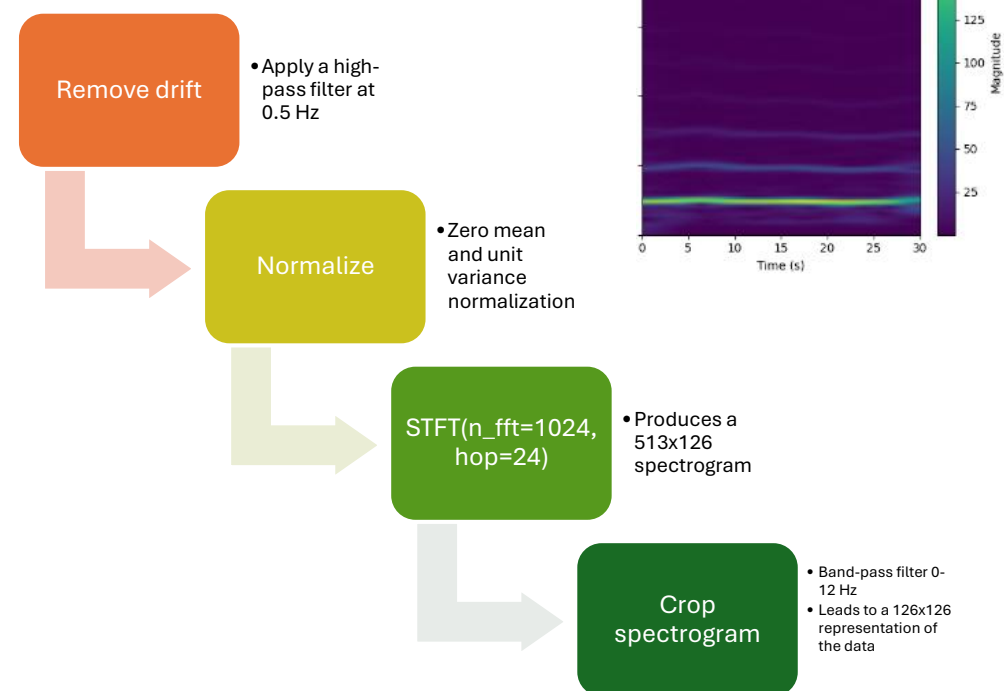 Remove drift
•Apply a high-
pass filter at
0.5 Hz
Normalize
•Zero mean
and unit
variance
normalization
STFT(n_fft=1024,
hop=24)
•Produces a
513x126
spectrogram
Crop
spectrogram
• Band-pass filter 0-
12 Hz
• Leads to a 126x126
representation of
the data
125
100
75
50
25
Magnitude
0 5 10 15 20 25 30
Time (s)